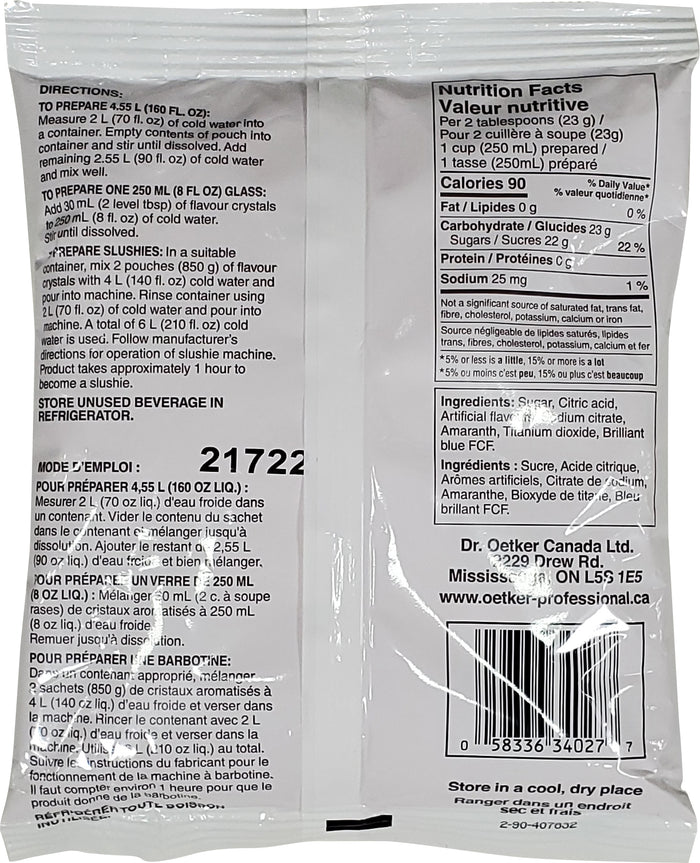 DIRECTIONS:
TO PREPARE 4.55 L (160 FL. OZ):
Measure 2 L (70 fl. oz) of cold water into
a container. Empty contents of pouch into
container and stir until dissolved. Add
remaining 2.55 L (90 fl. oz) of cold water
and mix well.
TO PREPARE ONE 250 ML (8 FL OZ) GLASS:
Add 30 mL (2 level tbsp) of flavour crystals
to 250 mL (8 fl. oz) of cold water.
Stir until dissolved.
PREPARE SLUSHIES: In a suitable
container, mix 2 pouches (850 g) of flavour
crystals with 4 L (140 fl. oz) cold water and
pour into machine. Rinse container using
2 L (70 fl. oz) of cold water and pour into
machine. A total of 6 L (210 fl. oz) cold
water is used. Follow manufacturer's
directions for operation of slushie machine.
Product takes approximately 1 hour to
become a slushie.
STORE UNUSED BEVERAGE IN
REFRIGERATOR.
21722
MODE D'EMPLOI :
POUR PRÉPARER 4,55 L (160 OZ LIQ.) :
Mesurer 2 L (70 oz liq.) d'eau froide dans
un contenant. Vider le contenu du sachet
dans le contenant et mélanger jusqu'à
dissolution. Ajouter le restant de 2,55 L
(90 oz liq.) d'eau froide et bien mélanger.
POUR PRÉPARER UN VERRE DE 250 ML
(8 OZ LIQ.) : Mélanger 30 mL (2 c. à soupe
rases) de cristaux aromatisés à 250 mL
(8 oz liq.) d'eau froide.
Remuer jusqu'à dissolution.
POUR PRÉPARER UNE BARBOTINE:
Dans un contenant approprié, mélanger
2 sachets (850 g) de cristaux aromatisés à
4 L (140 oz liq.) d'eau froide et verser dans
la machine. Rincer le contenant avec 2 L
(70 oz liq.) d'eau froide et verser dans la
machine. Utiliser 6 L (210 oz liq.) au total.
Suivre les instructions du fabricant pour le
fonctionnement de la machine à barbotine.
Il faut compter environ 1 heure pour que le
produit donne de la barbotine.
RÉFRIGÉRER TOUTE BOISSON
INUTILISÉE.
Nutrition Facts
Valeur nutritive
Per 2 tablespoons (23 g) /
Pour 2 cuillère à soupe (23g)
1 cup (250 mL) prepared /
1 tasse (250mL) préparé
Calories 90 % Daily Value*
% valeur quotidienne*
Fat / Lipides 0 g 0 %
Carbohydrate / Glucides 23 g
Sugars / Sucres 22 g 22 %
Protein / Protéines 0 g
Sodium 25 mg 1 %
Not a significant source of saturated fat, trans fat,
fibre, cholesterol, potassium, calcium or iron
Source négligeable de lipides saturés, lipides
trans, fibres, cholesterol, potassium, calcium et fer
*5% or less is a little, 15% or more is a lot
*5% ou moins c'est peu, 15% ou plus c'est beaucoup
Ingredients: Sugar, Citric acid,
Artificial flavours, Sodium citrate,
Amaranth, Titanium dioxide, Brilliant
blue FCF.
Ingrédients : Sucre, Acide citrique,
Arômes artificiels, Citrate de sodium,
Amaranthe, Bioxyde de titane, Bleu
brillant FCF.
Dr. Oetker Canada Ltd.
2229 Drew Rd.
Mississauga, ON L5S 1E5
www.oetker-professional.ca
0 58336 34027 7
Store in a cool, dry place
Ranger dans un endroit
sec et frais
2-90-407032